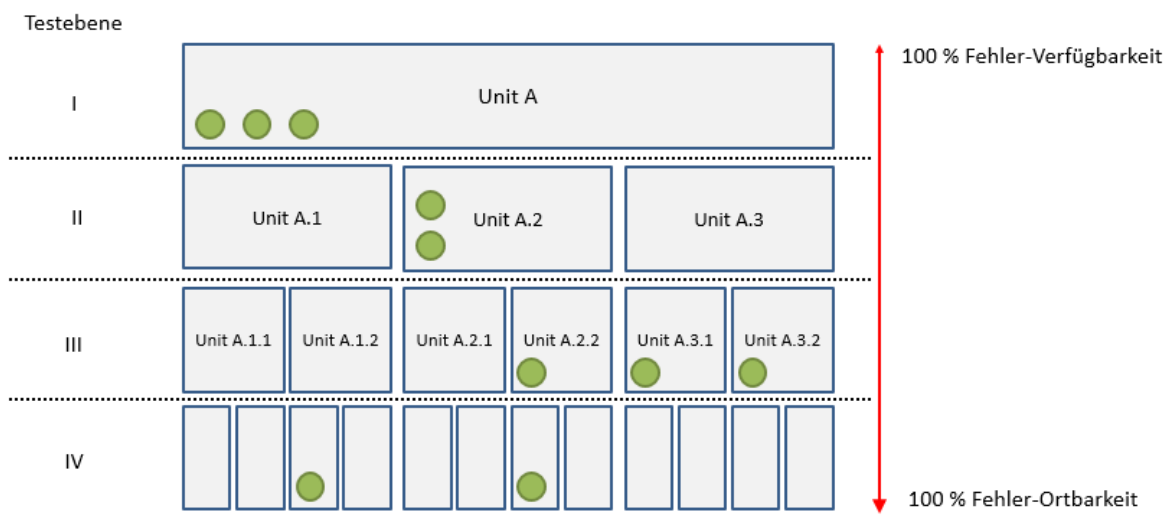 Testebene
100 % Fehler-Verfügbarkeit
I
Unit A
II
Unit A.1
Unit A.2
Unit A.3
III
Unit A.1.1
Unit A.1.2
Unit A.2.1
Unit A.2.2
Unit A.3.1
Unit A.3.2
IV
100 % Fehler-Ortbarkeit